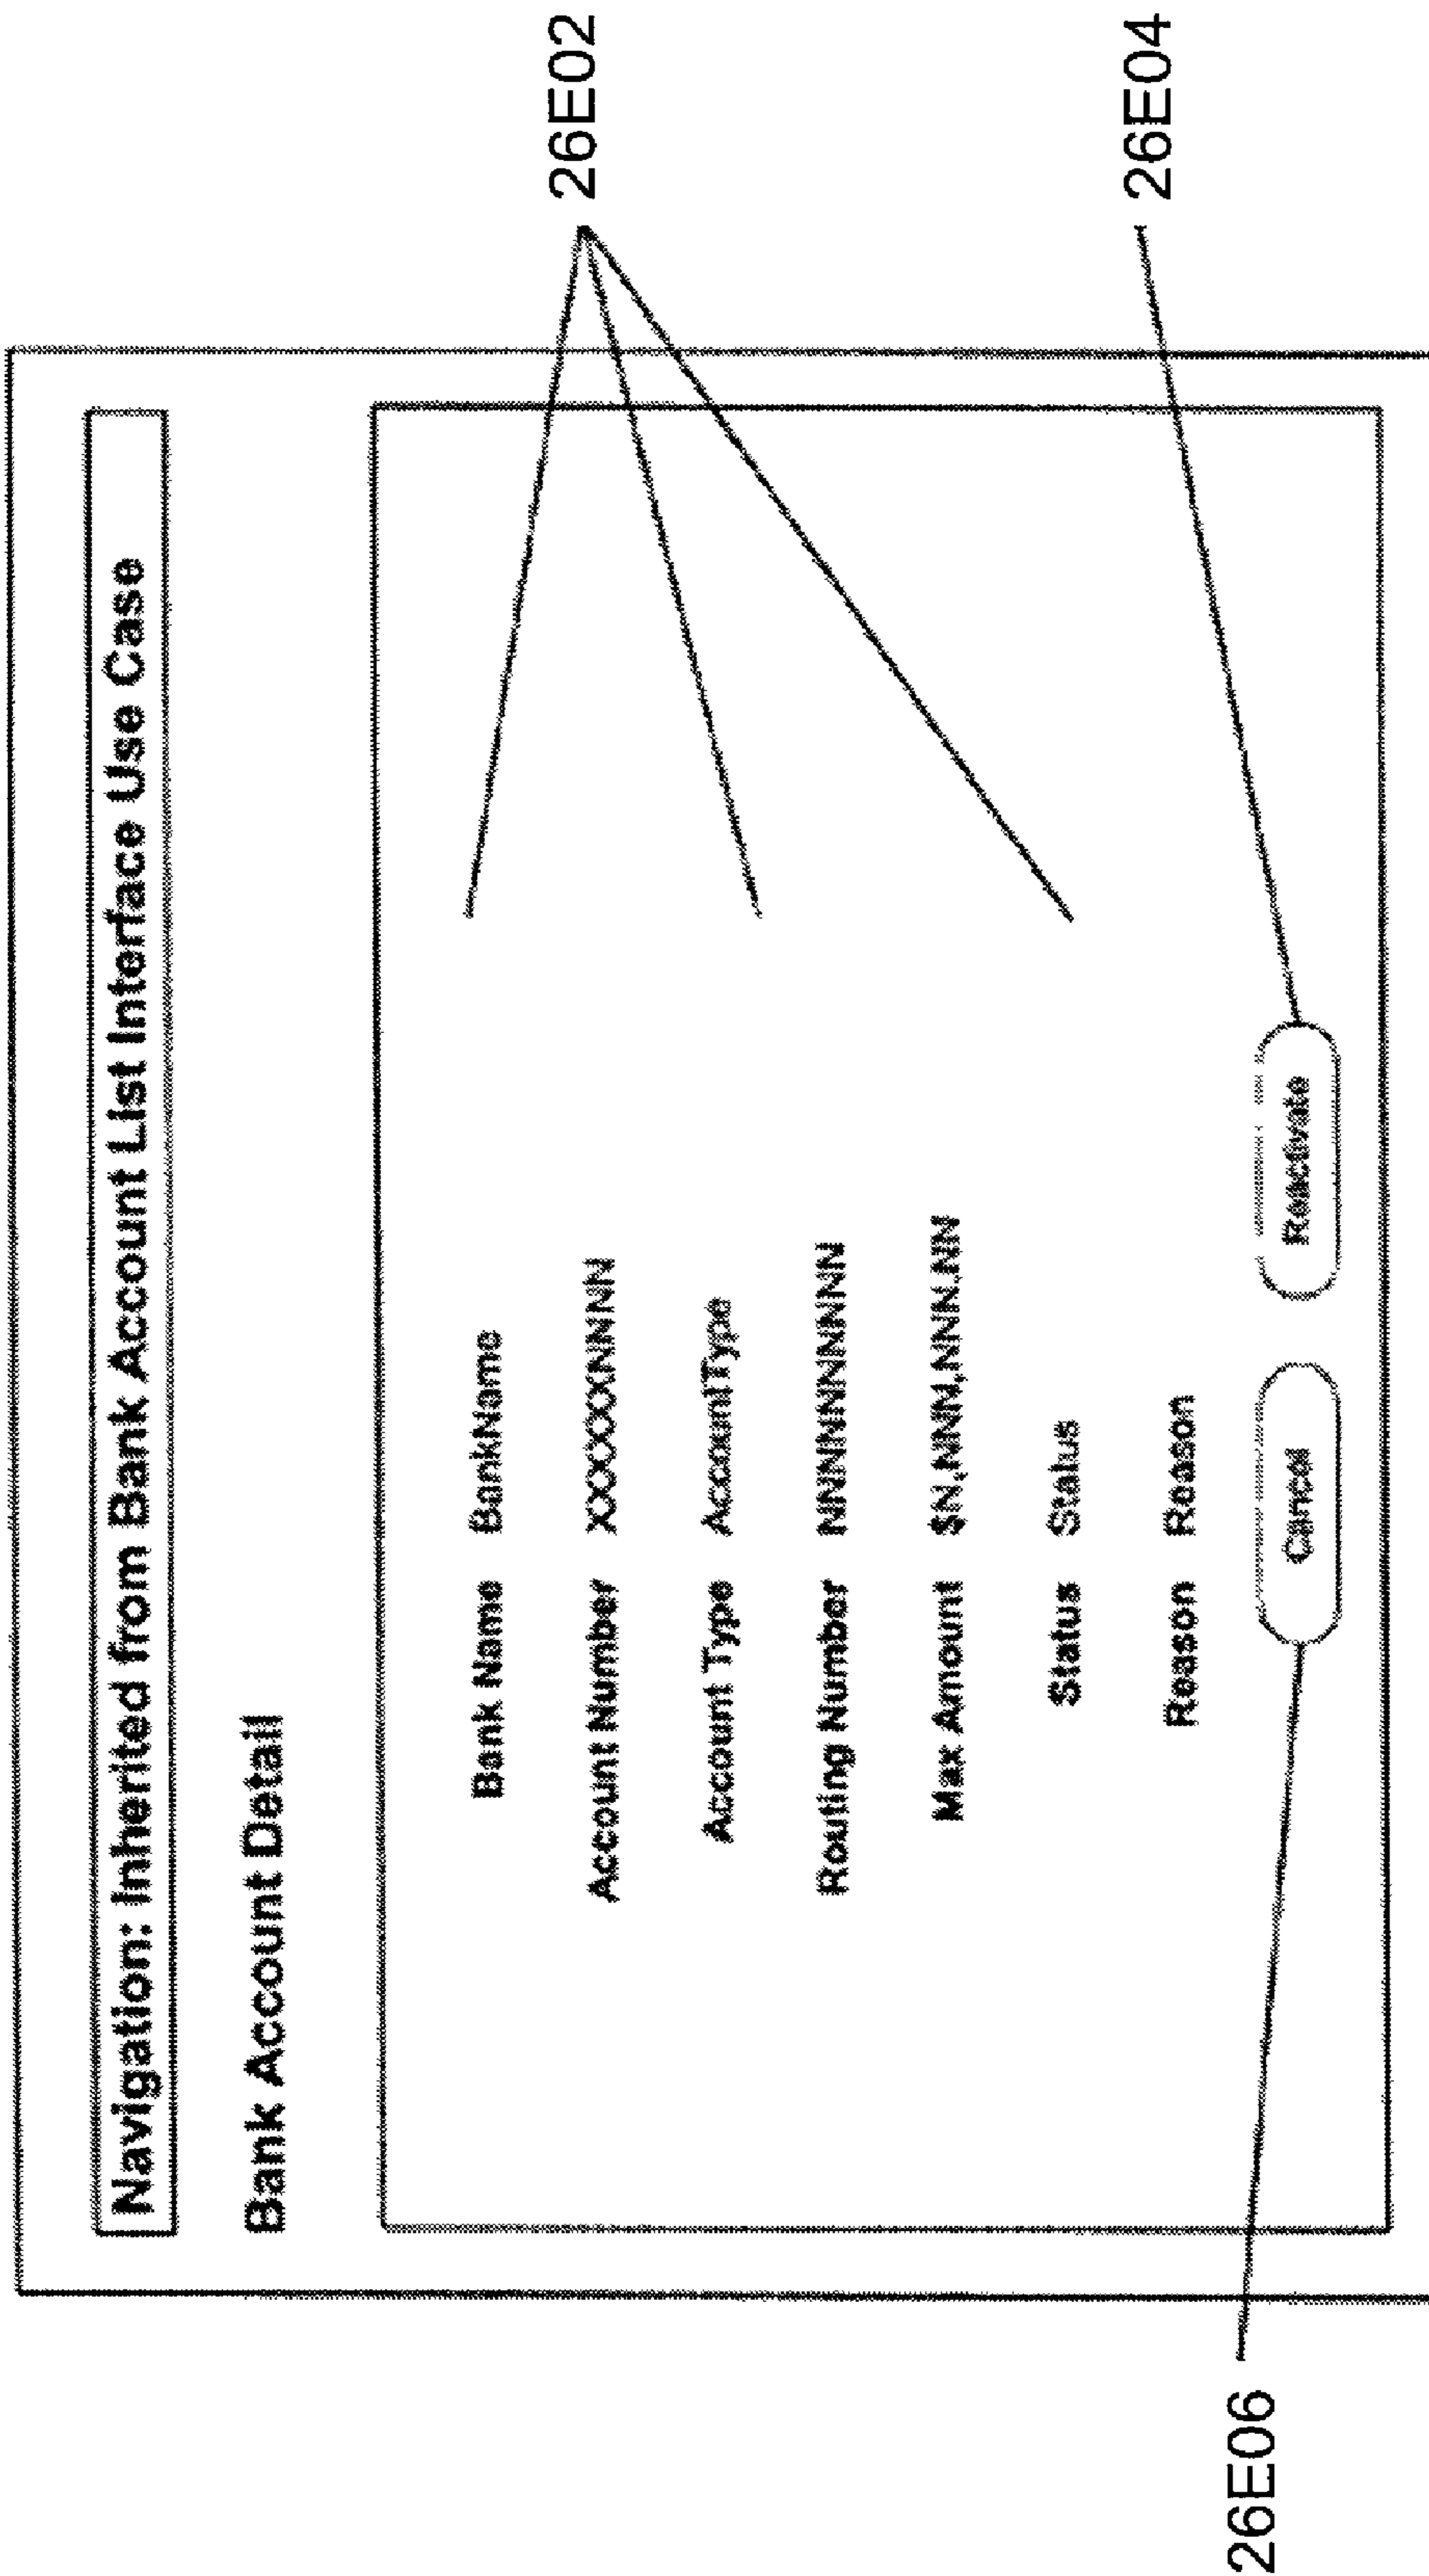 Navigation: Inherited from Bank Account List Interface Use Case
Bank Account Detail
26E02
Bank Name BankName
Account Number XXXXXXNNNN
Account Type AccountType
Routing Number NNNNNNNNN
Max Amount $N,NNN,NNN.NN
Status Status
Reason Reason
Cancel Reactivate
26E06
26E04